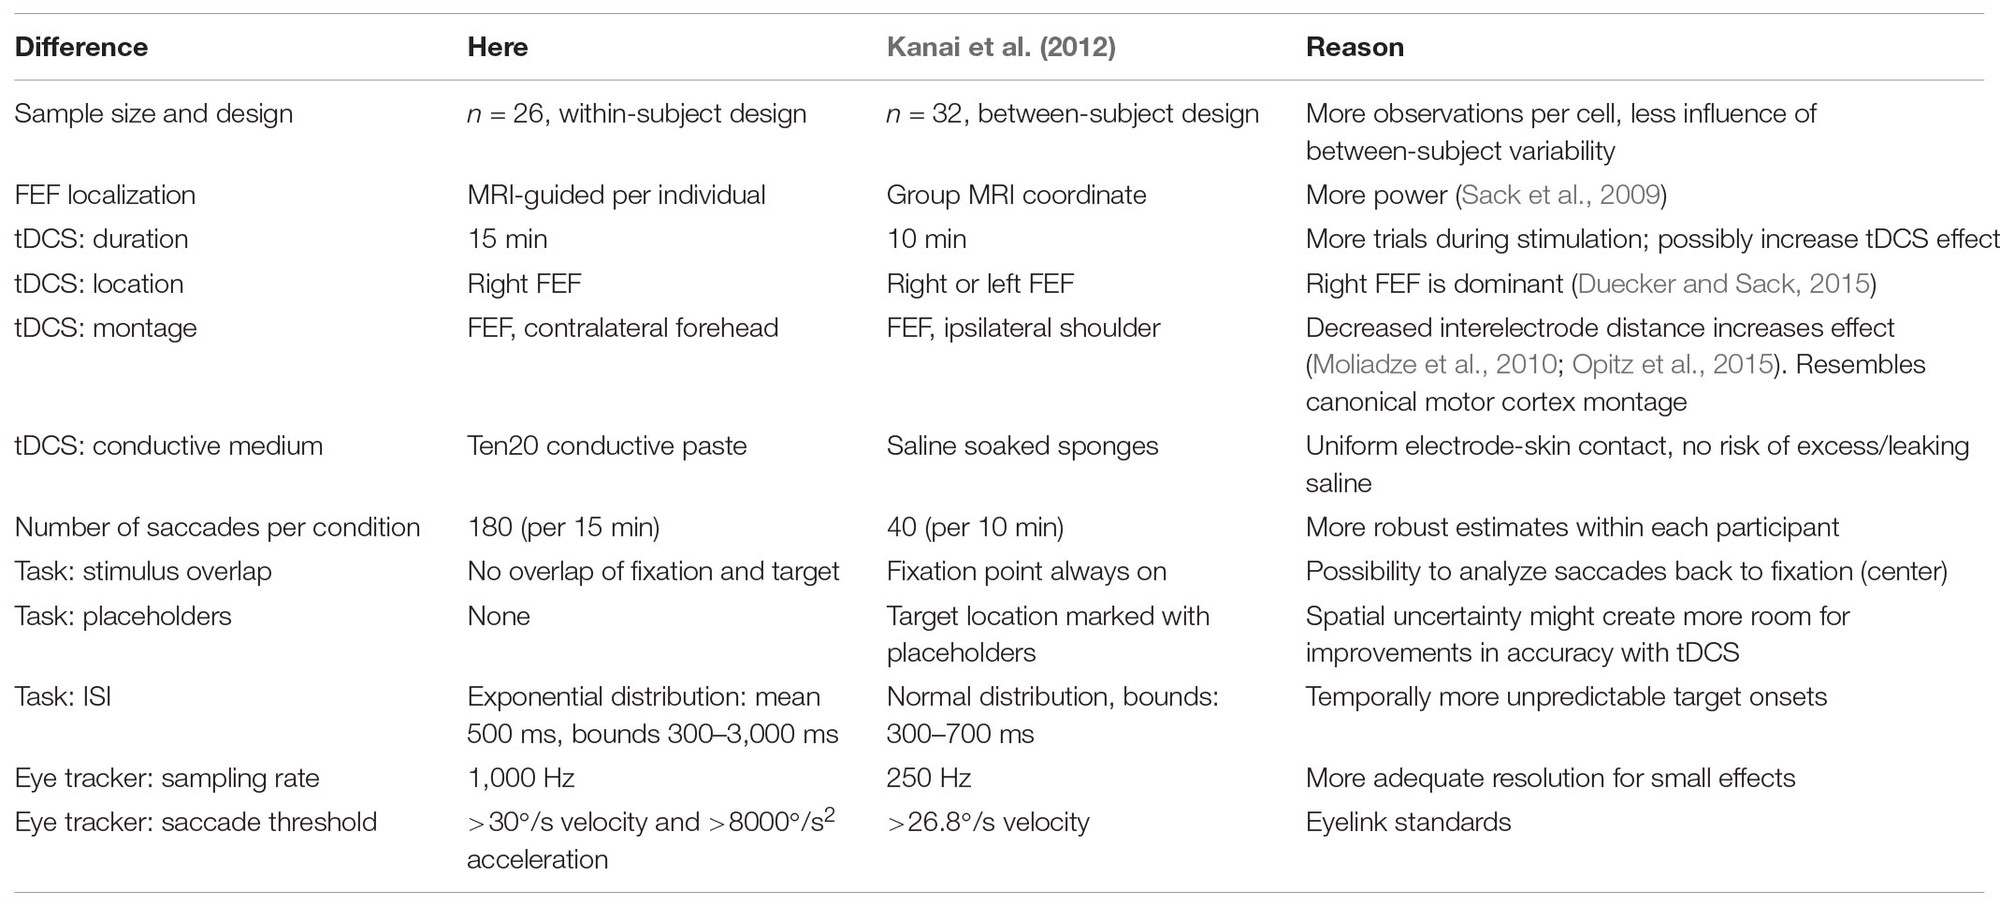 Difference Here Kanai et al. (2012) Reason
Sample size and design n = 26, within-subject design n = 32, between-subject design More observations per cell, less influence of
between-subject variability
FEF localization MRI-guided per individual Group MRI coordinate More power (Sack et al., 2009)
tDCS: duration 15 min 10 min More trials during stimulation; possibly increase tDCS effect
tDCS: location Right FEF Right or left FEF Right FEF is dominant (Duecker and Sack, 2015)
tDCS: montage FEF, contralateral forehead FEF, ipsilateral shoulder Decreased interelectrode distance increases effect
(Moliadze et al., 2010; Opitz et al., 2015). Resembles
canonical motor cortex montage
tDCS: conductive medium Ten20 conductive paste Saline soaked sponges Uniform electrode-skin contact, no risk of excess/leaking
saline
Number of saccades per condition 180 (per 15 min) 40 (per 10 min) More robust estimates within each participant
Task: stimulus overlap No overlap of fixation and target Fixation point always on Possibility to analyze saccades back to fixation (center)
Task: placeholders None Target location marked with Spatial uncertainty might create more room for
placeholders improvements in accuracy with tDCS
Task: ISI Exponential distribution: mean Normal distribution, bounds: Temporally more unpredictable target onsets
500 ms, bounds 300–3,000 ms 300–700 ms
Eye tracker: sampling rate 1,000 Hz 250 Hz More adequate resolution for small effects
Eye tracker: saccade threshold >30°/s velocity and >8000°/s² >26.8°/s velocity Eyelink standards
acceleration